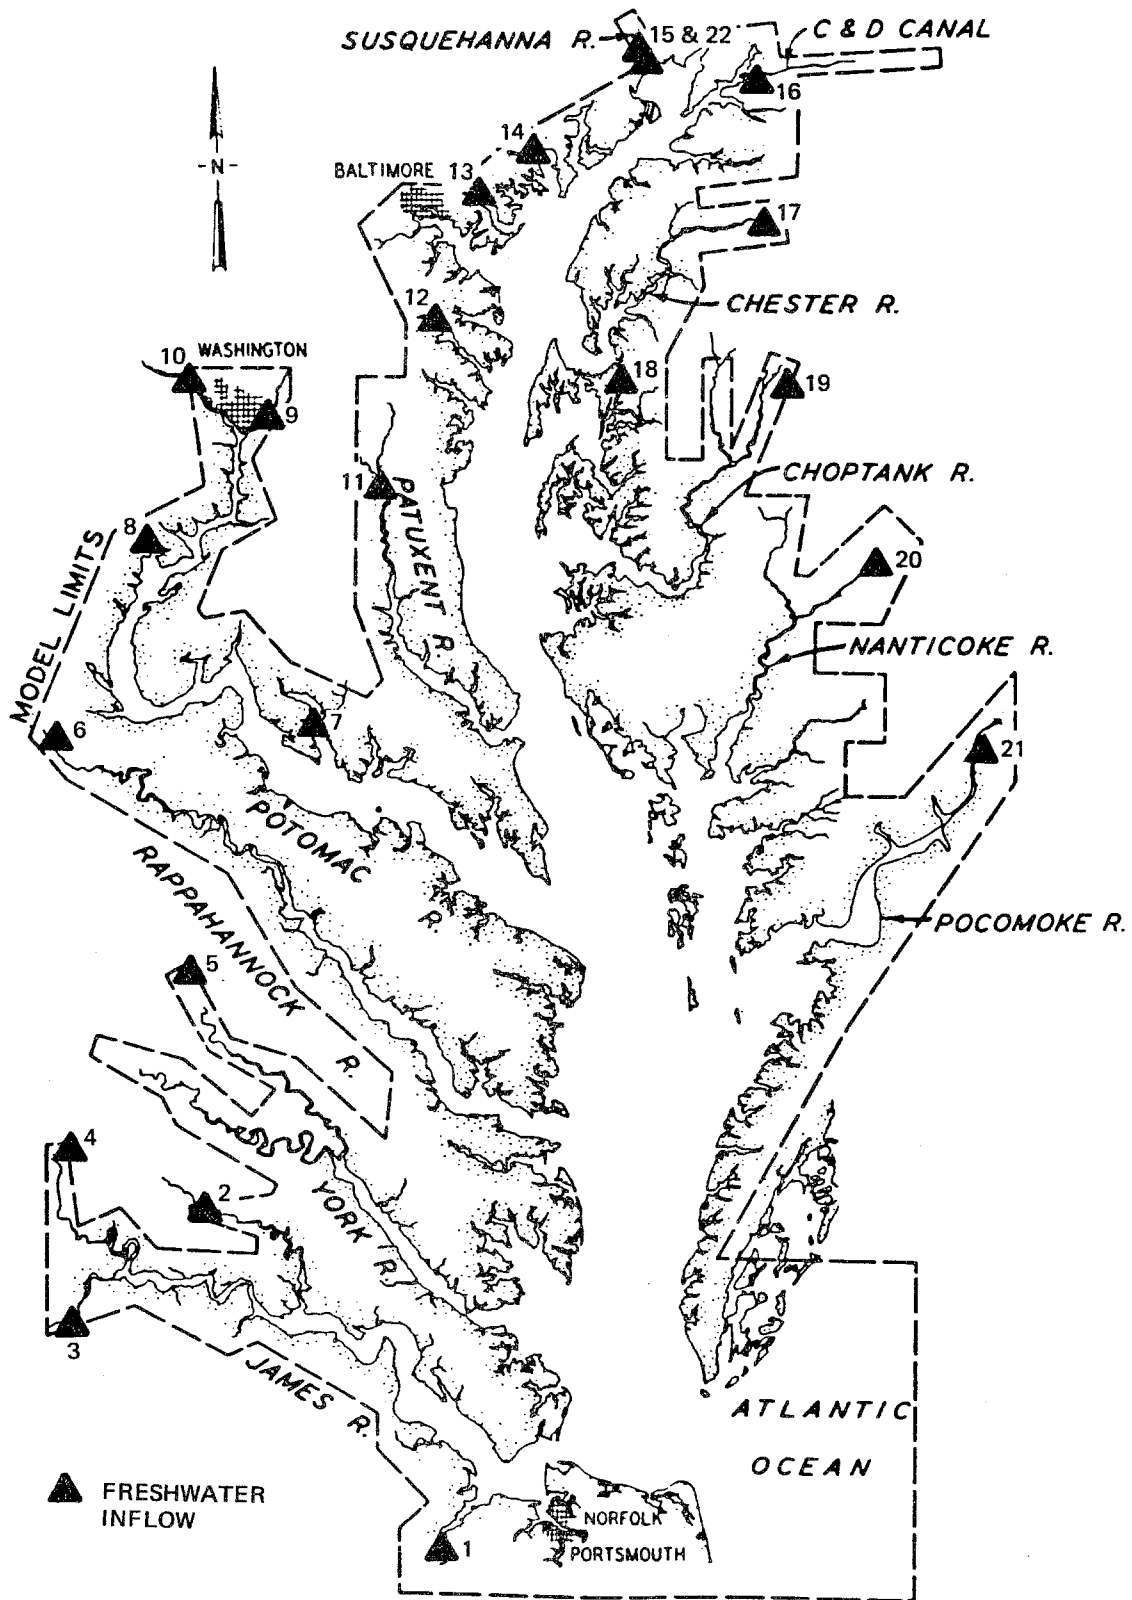 SUSQUEHANNA R.
15 & 22
C & D CANAL
16
14
-N-
BALTIMORE
13
17
12
CHESTER R.
10
WASHINGTON
18
19
9
11
CHOPTANK R.
PATUXENT R.
8
20
MODEL LIMITS
NANTICOKE R.
6
7
21
POTOMAC R.
RAPPAHANNOCK R.
POCOMOKE R.
5
4
2
YORK R.
3
JAMES R.
ATLANTIC
OCEAN
FRESHWATER
INFLOW
NORFOLK
1
PORTSMOUTH